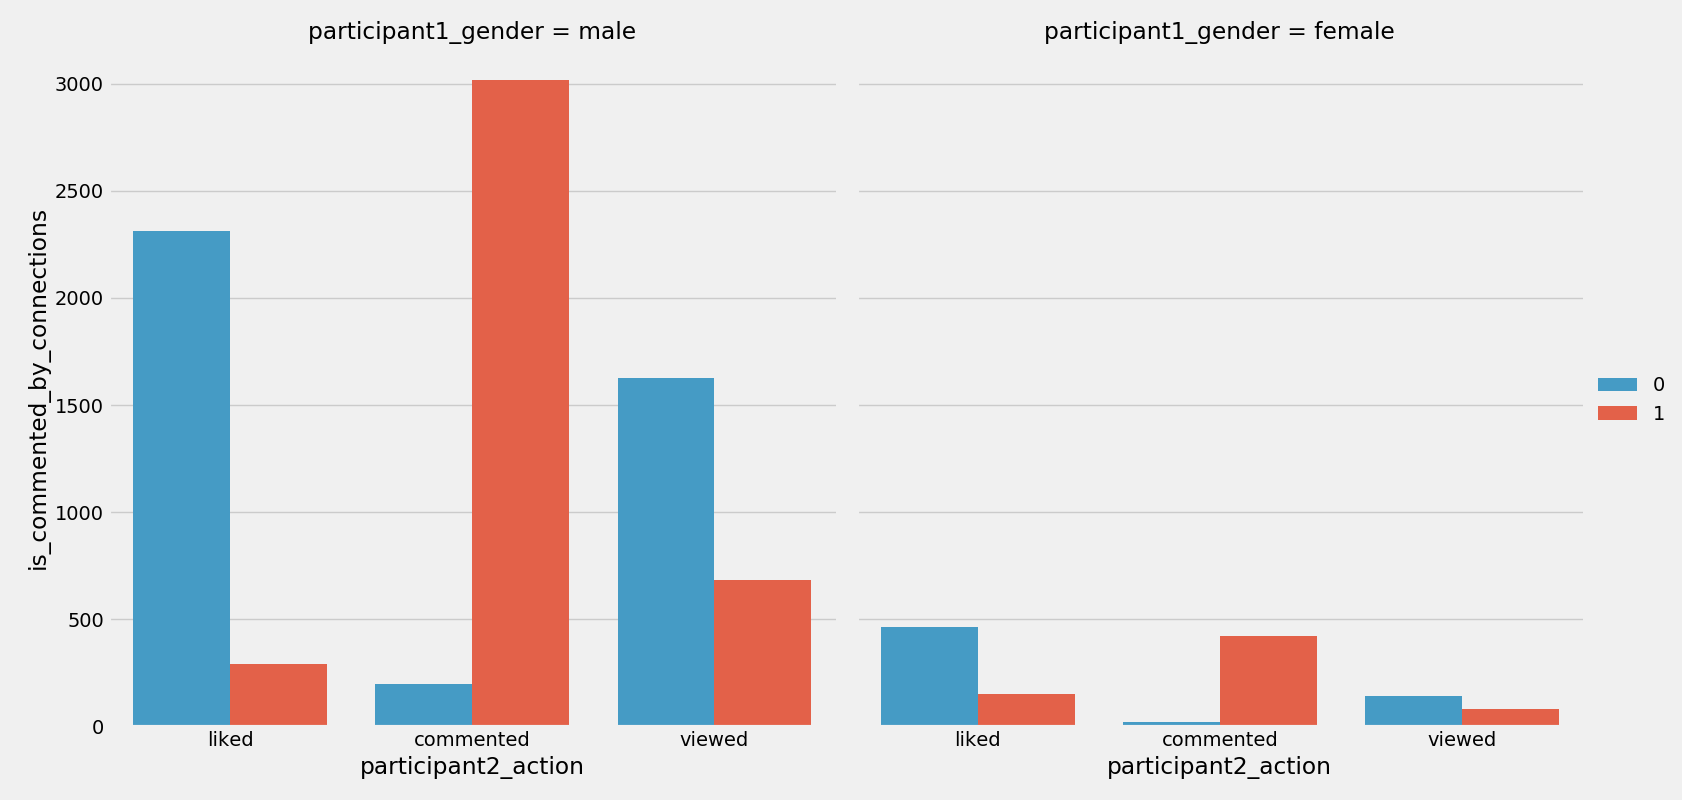 participant1_gender = male
participant1_gender = female
is_commented_by_connections
3000
2500
2000
1500
1000
500
0
liked
commented
viewed
participant2_action
liked
commented
viewed
participant2_action
0
1